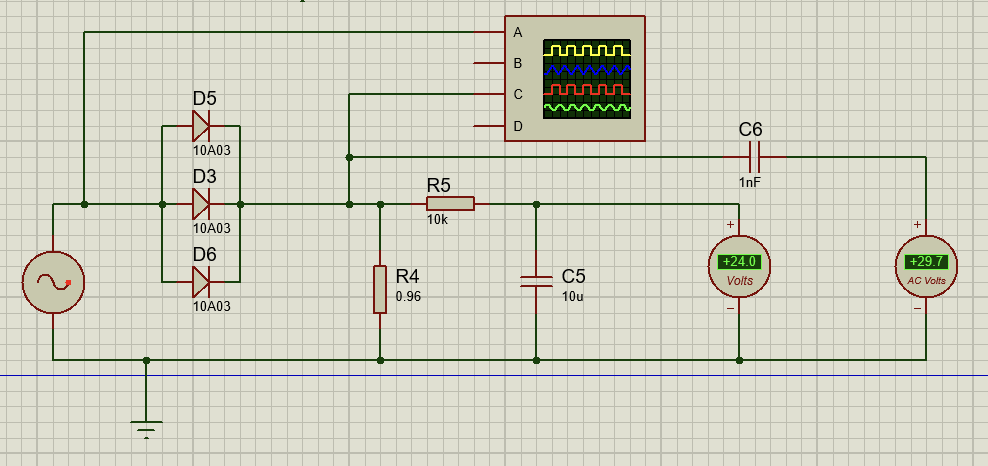 A
B
C
D
D5
10A03
D3
10A03
D6
10A03
C6
1nF
R5
10k
R4
0.96
C5
10u
+
+24.0
Volts
−
+
+29.7
AC Volts
−